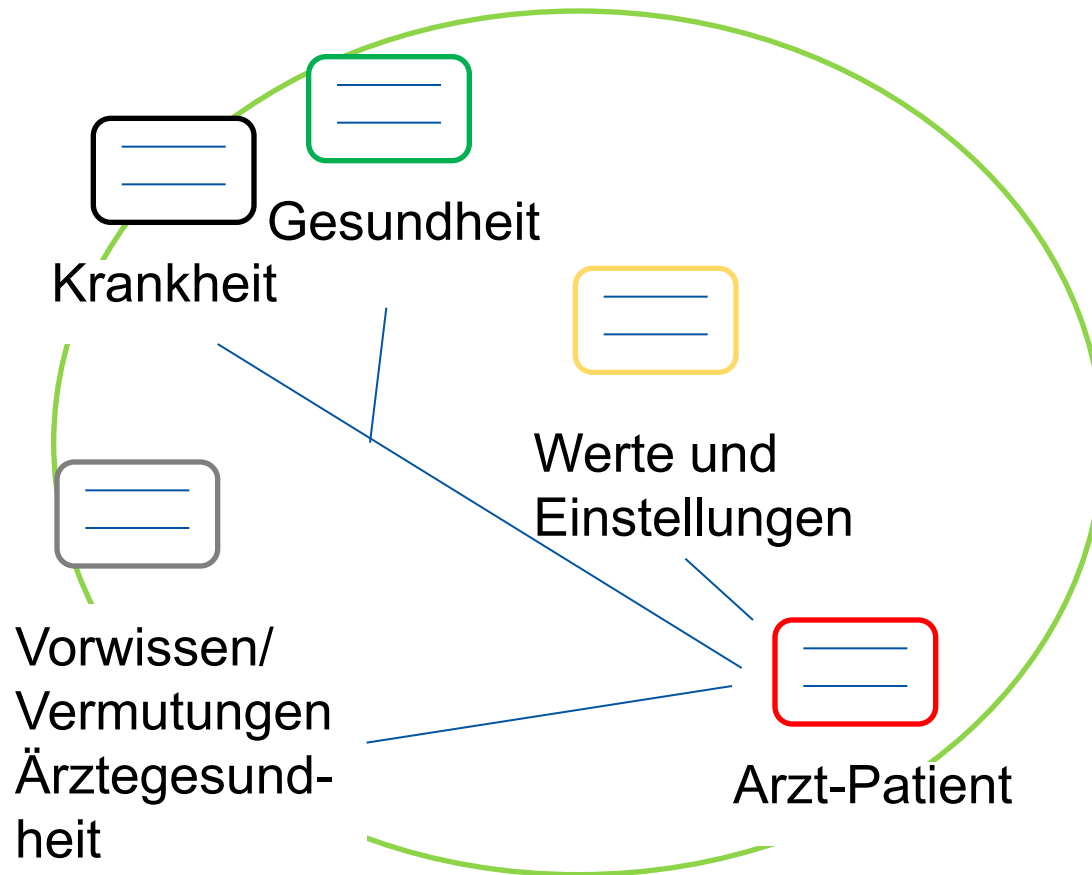 Gesundheit
Krankheit
Werte und
Einstellungen
Vorwissen/
Vermutungen
Ärztegesund-
heit
Arzt-Patient